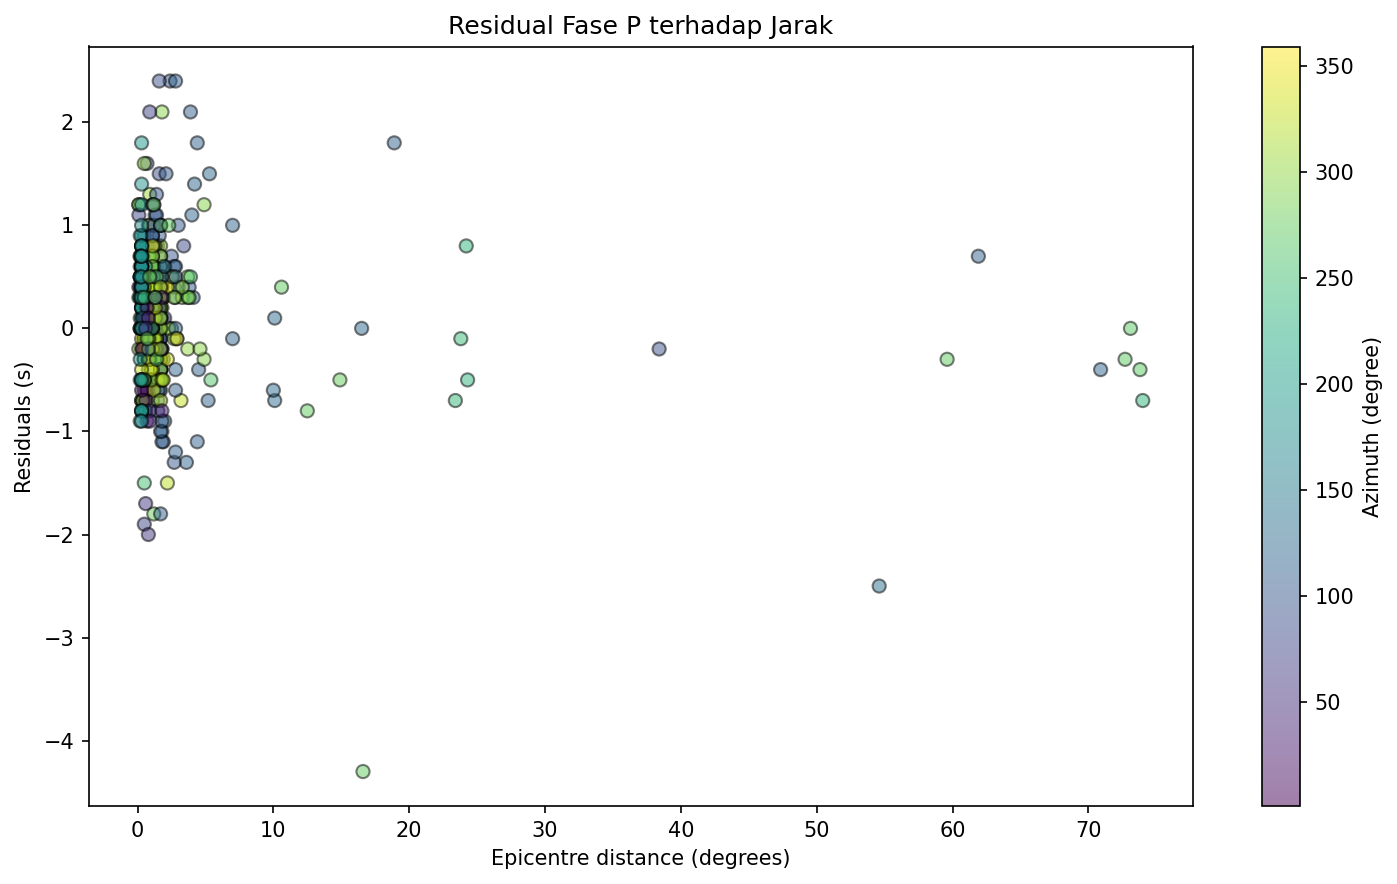 Residual Fase P terhadap Jarak
Residuals (s)
2
1
0
−1
−2
−3
−4
0 10 20 30 40 50 60 70
Epicentre distance (degrees)
350
300
250
200
150
100
50
Azimuth (degree)